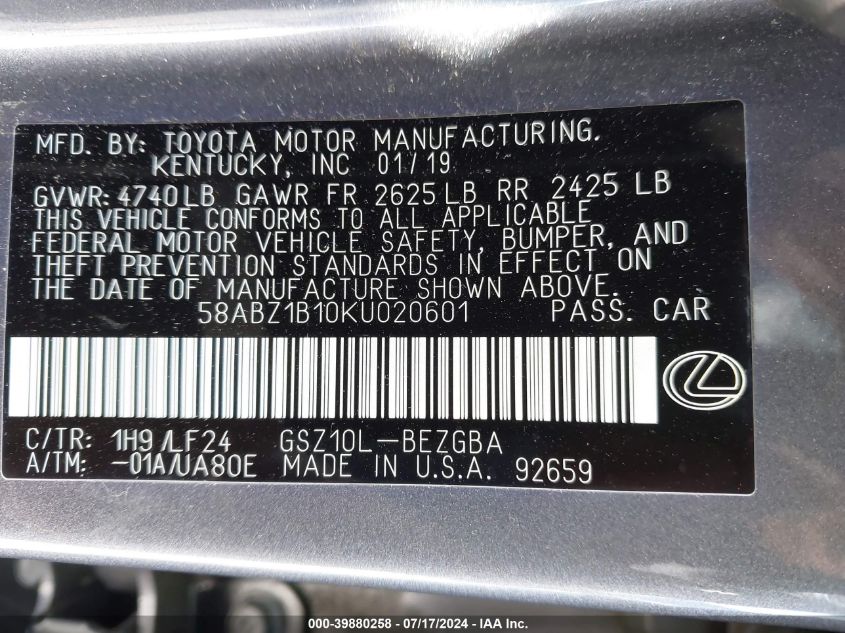 MFD. BY: TOYOTA MOTOR MANUFACTURING.
KENTUCKY, INC 01/19
GVWR: 4740LB GAWR FR 2625LB RR 2425 LB
THIS VEHICLE CONFORMS TO ALL APPLICABLE
FEDERAL MOTOR VEHICLE SAFETY, BUMPER, AND
THEFT PREVENTION STANDARDS IN EFFECT ON
THE DATE OF MANUFACTURE SHOWN ABOVE.
58ABZ1B10KU020601 PASS. CAR
C/TR: 1H9/LF24 GSZ10L-BEZGBA
A/TM: -01A/UA80E MADE IN U.S.A. 92659
000-39880258 - 07/17/2024 - IAA Inc.